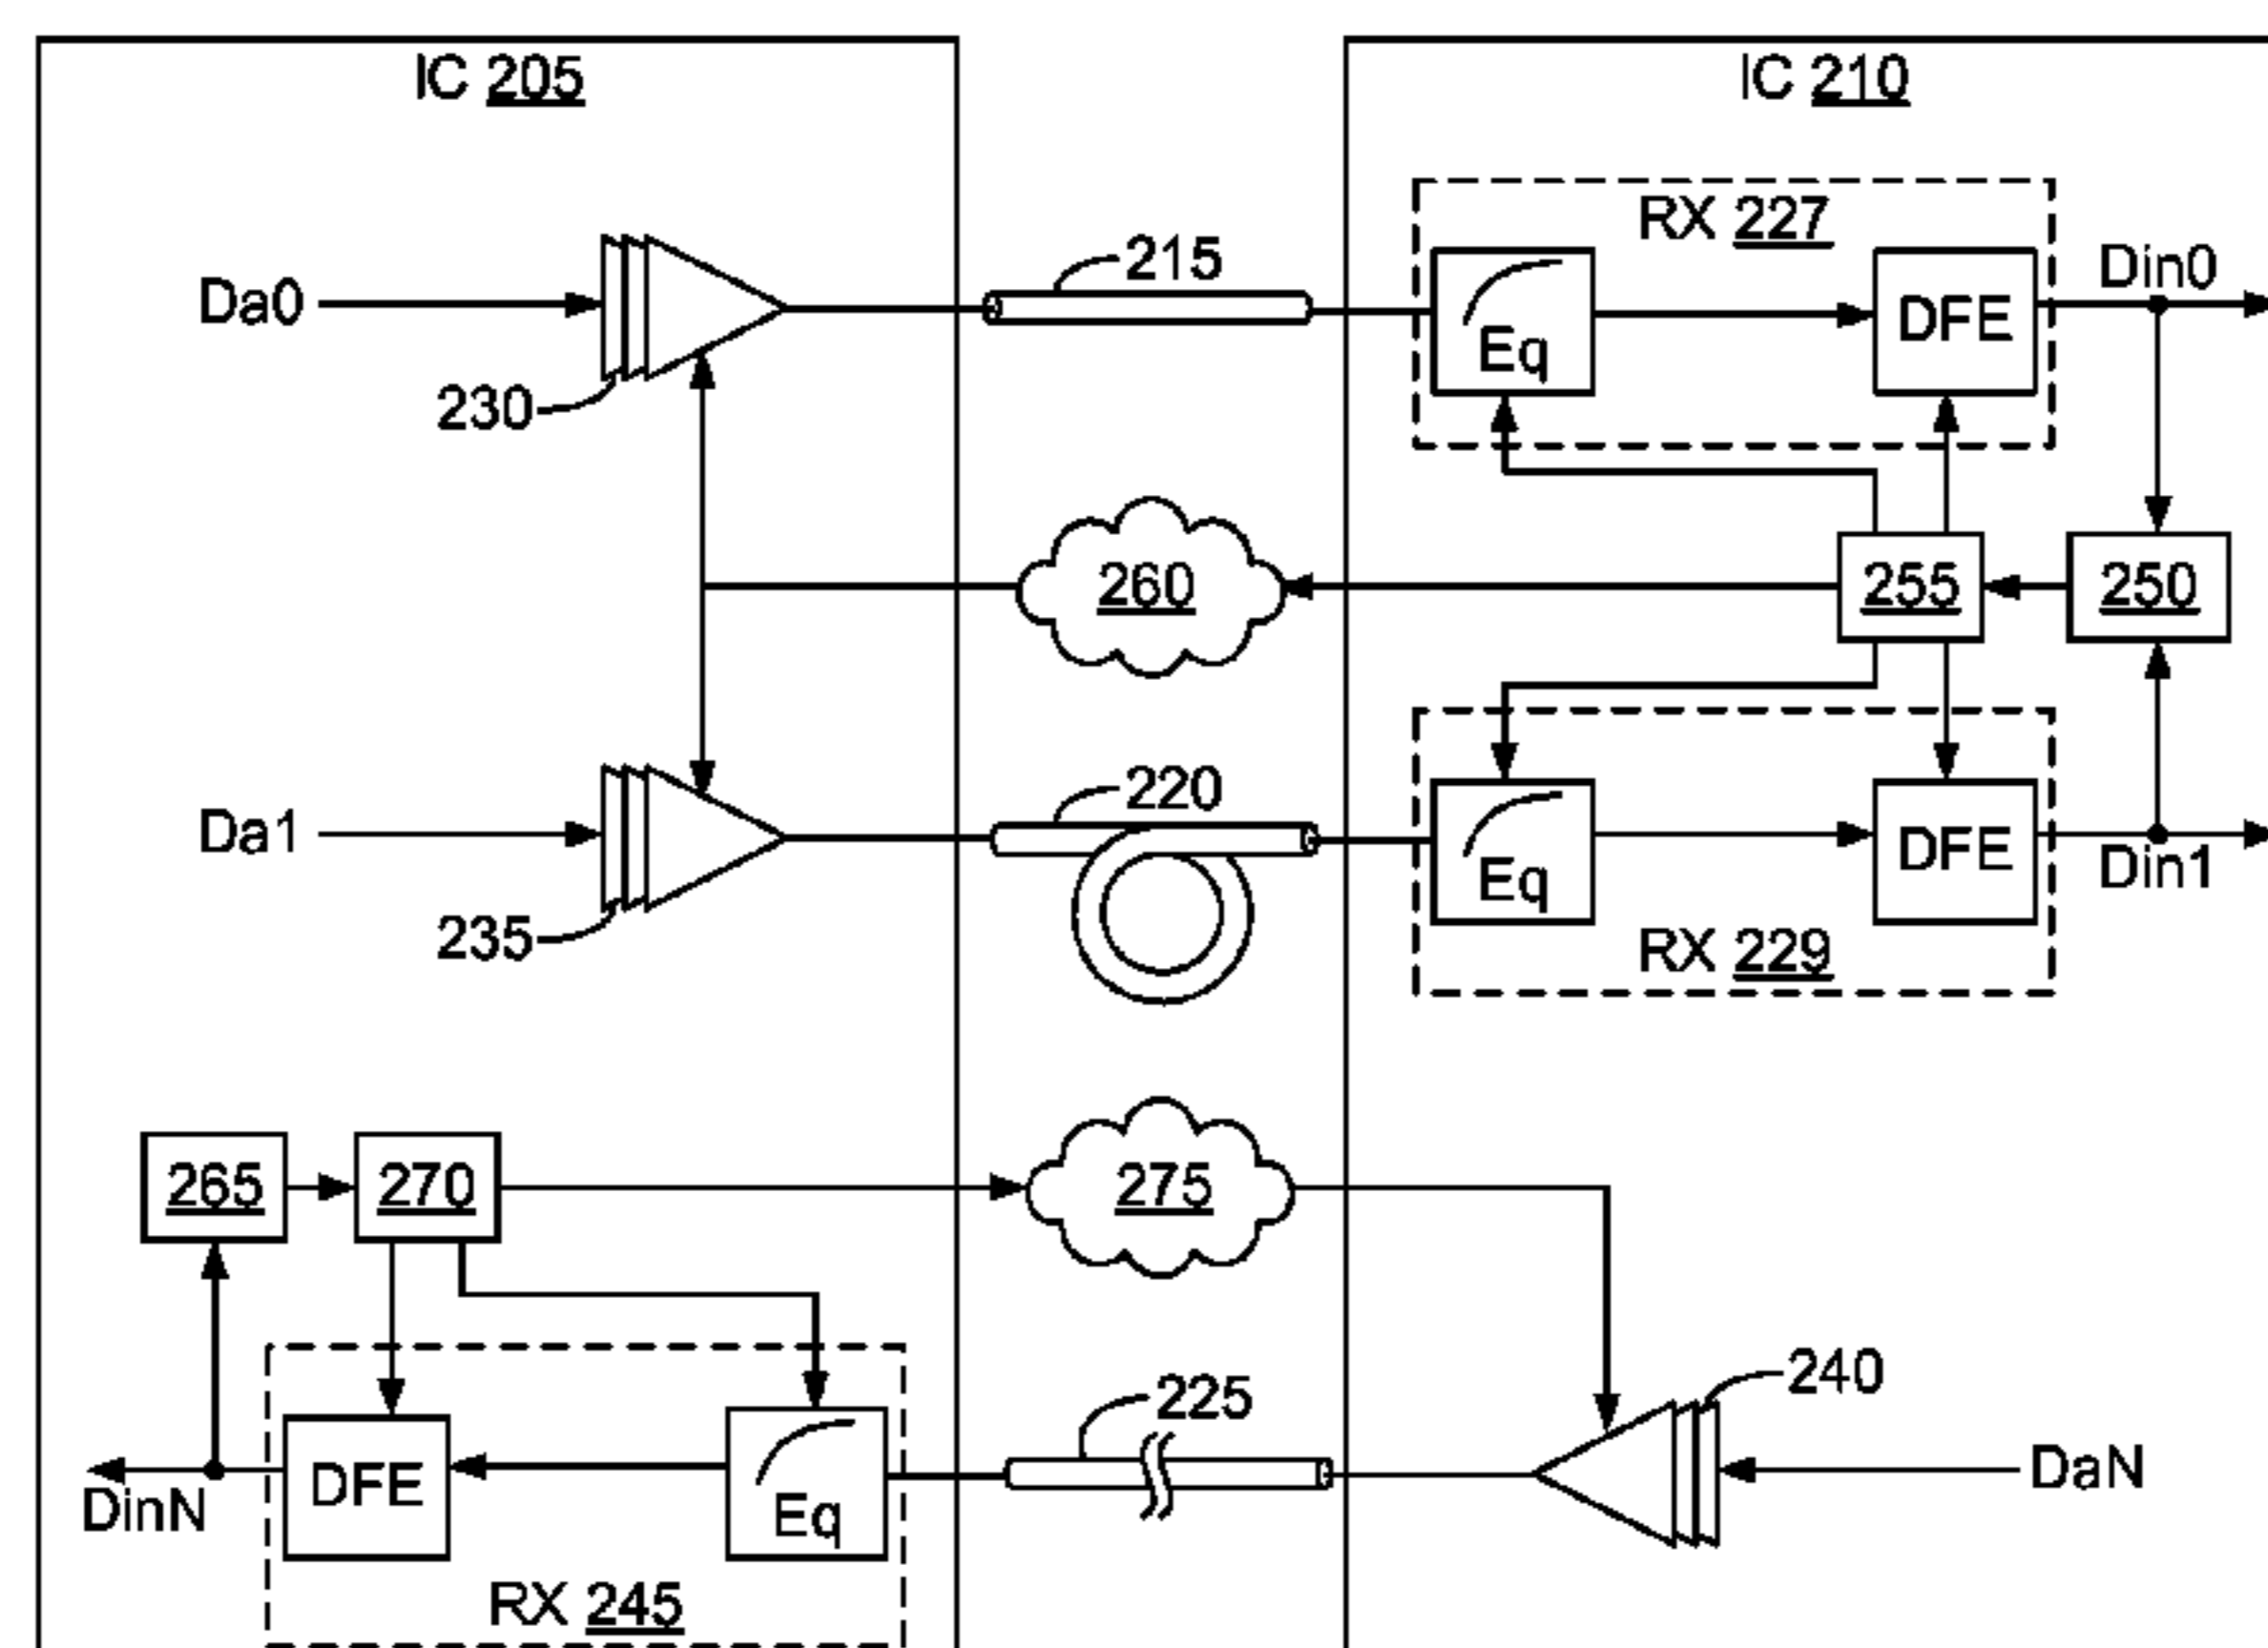 IC 205
IC 210
RX 227
215
Din0
Da0
Eq
DFE
230
260
255
250
220
Da1
Eq
DFE
Din1
235
RX 229
265
270
275
240
225
DaN
DFE
Eq
DinN
RX 245